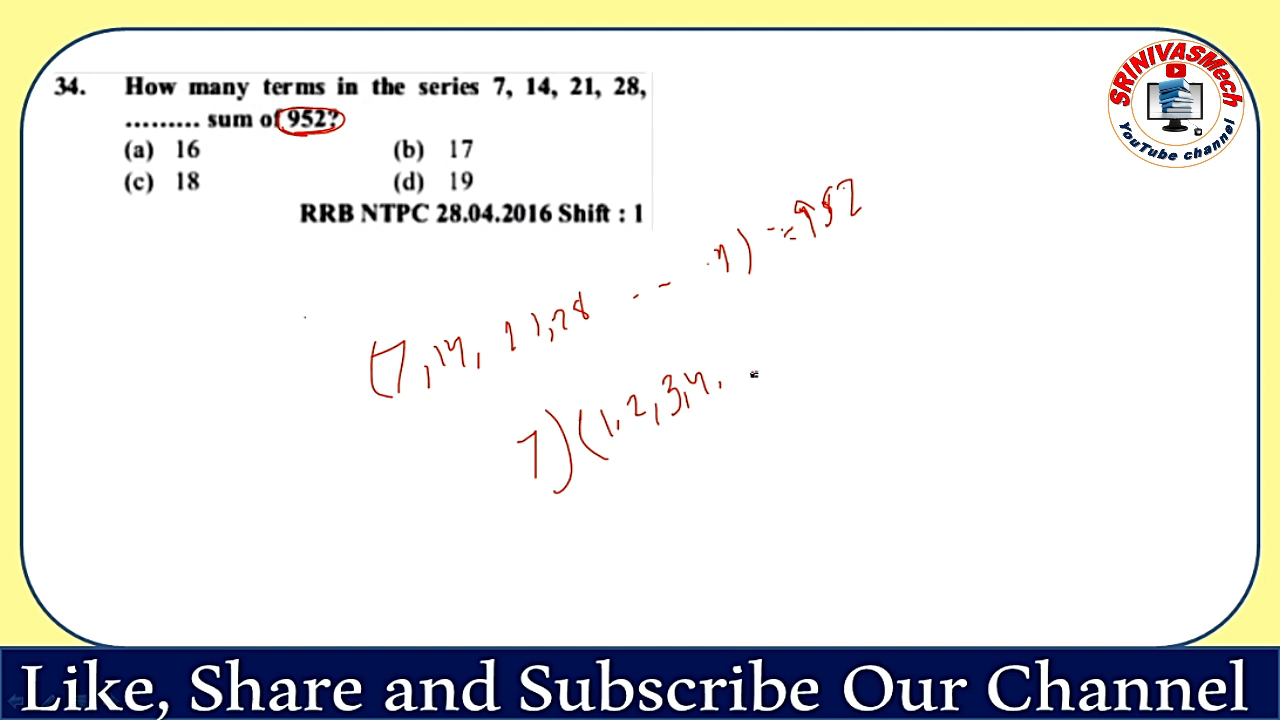 34. How many terms in the series 7, 14, 21, 28,
......... sum of 952?
(a) 16 (b) 17
(c) 18 (d) 19
RRB NTPC 28.04.2016 Shift : 1
SRINIVASMech
YouTube channel
(7, 14, 21, 28 - - - n) = 952
7)(1, 2, 3, 4,
Like, Share and Subscribe Our Channel